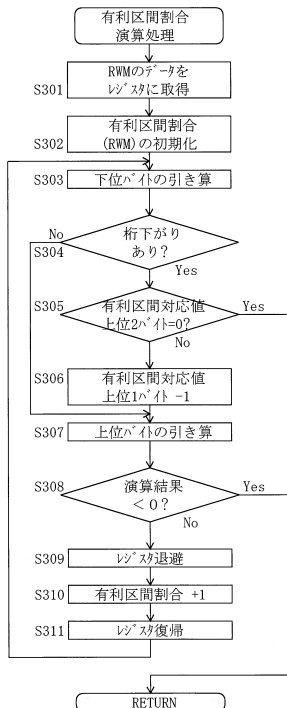 有利区間割合
演算処理
S301
RWMのデータを
レジスタに取得
S302
有利区間割合
(RWM)の初期化
S303
下位バイトの引き算
No
S304
桁下がり
あり?
Yes
S305
有利区間対応値
上位2バイト=0?
Yes
No
S306
有利区間対応値
上位1バイト -1
S307
上位バイトの引き算
S308
演算結果
<0?
Yes
No
S309
レジスタ退避
S310
有利区間割合 +1
S311
レジスタ復帰
RETURN